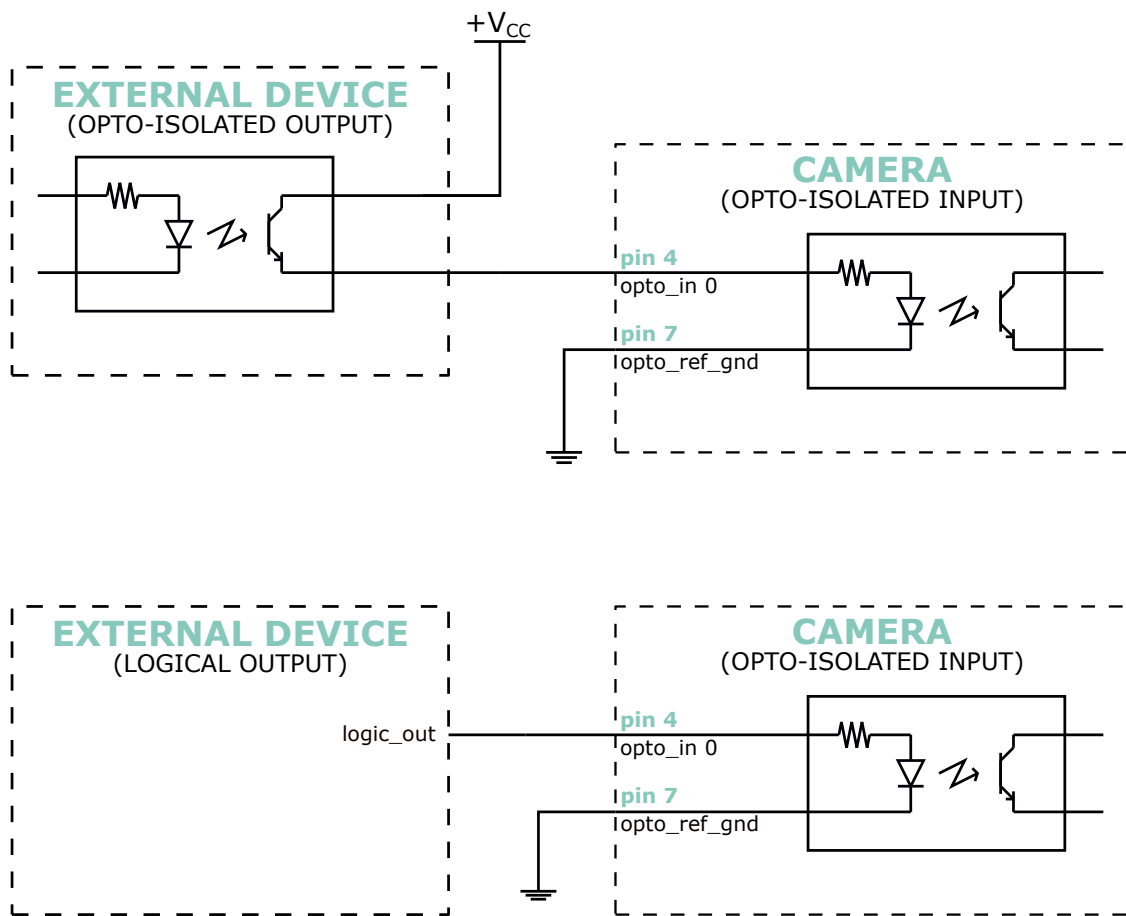 +VCC
EXTERNAL DEVICE
(OPTO-ISOLATED OUTPUT)
CAMERA
(OPTO-ISOLATED INPUT)
pin 4
opto_in 0
pin 7
opto_ref_gnd
EXTERNAL DEVICE
(LOGICAL OUTPUT)
logic_out
CAMERA
(OPTO-ISOLATED INPUT)
pin 4
opto_in 0
pin 7
opto_ref_gnd